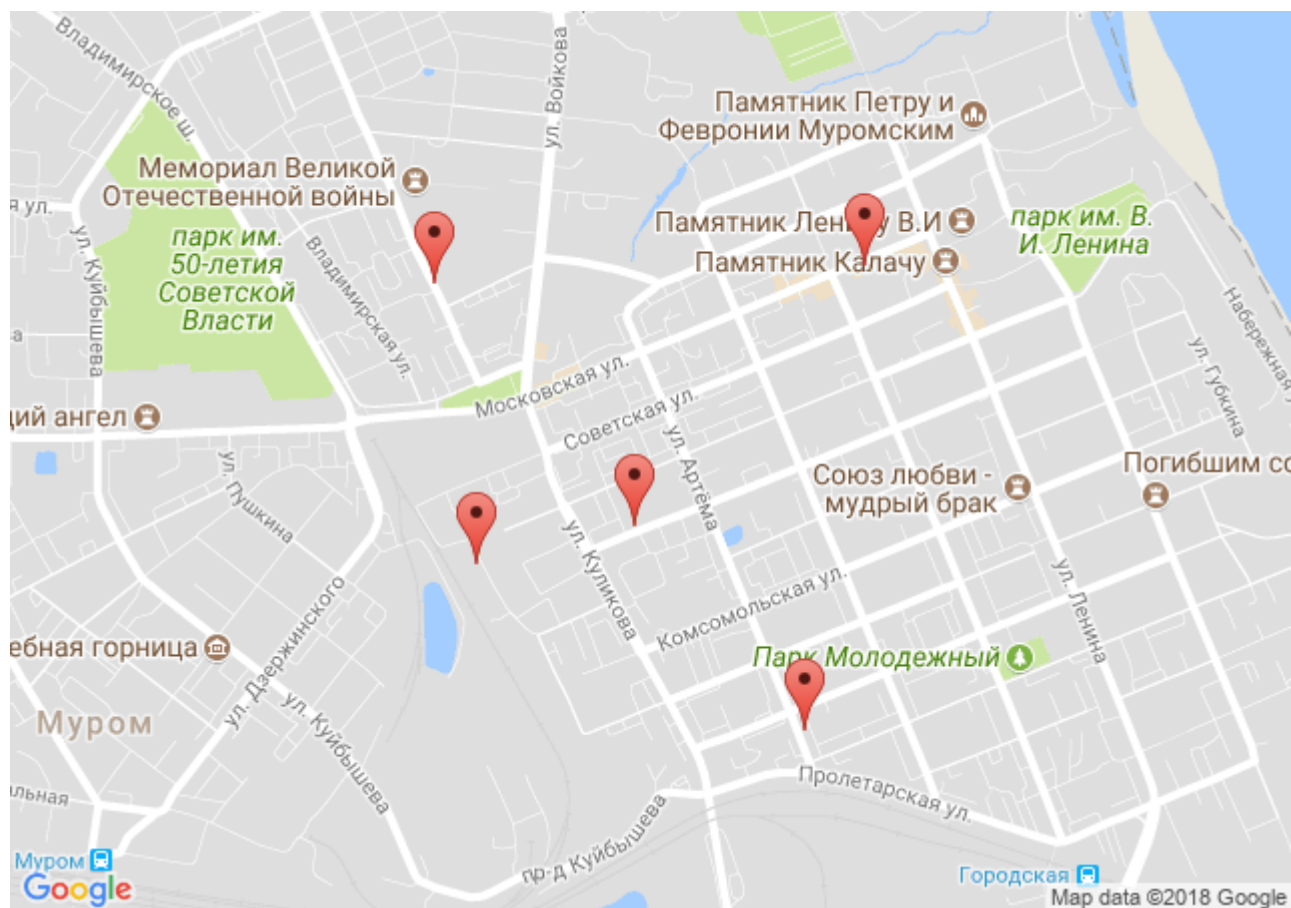 Владимирское ш.
ул. Войкова
Памятник Петру и
Февронии Муромским
Мемориал Великой
Отечественной войны
я ул.
ул. Куйбышева
парк им.
50-летия
Советской
Власти
Владимирская ул.
Памятник Ленину В.И
Памятник Калачу
парк им. В.
И. Ленина
Набережная у
ул. Губкина
Московская ул.
Советская ул.
ул. Артёма
щий ангел
ул. Пушкина
Союз любви -
мудрый брак
Погибшим со
ул. Куликова
ул. Дзержинского
Комсомольская ул.
ул. Ленина
ебная горница
Парк Молодежный
Муром
ул. Куйбышева
Пролетарская ул.
альная
пр-д Куйбышева
Муром
Городская
Google
Map data ©2018 Google